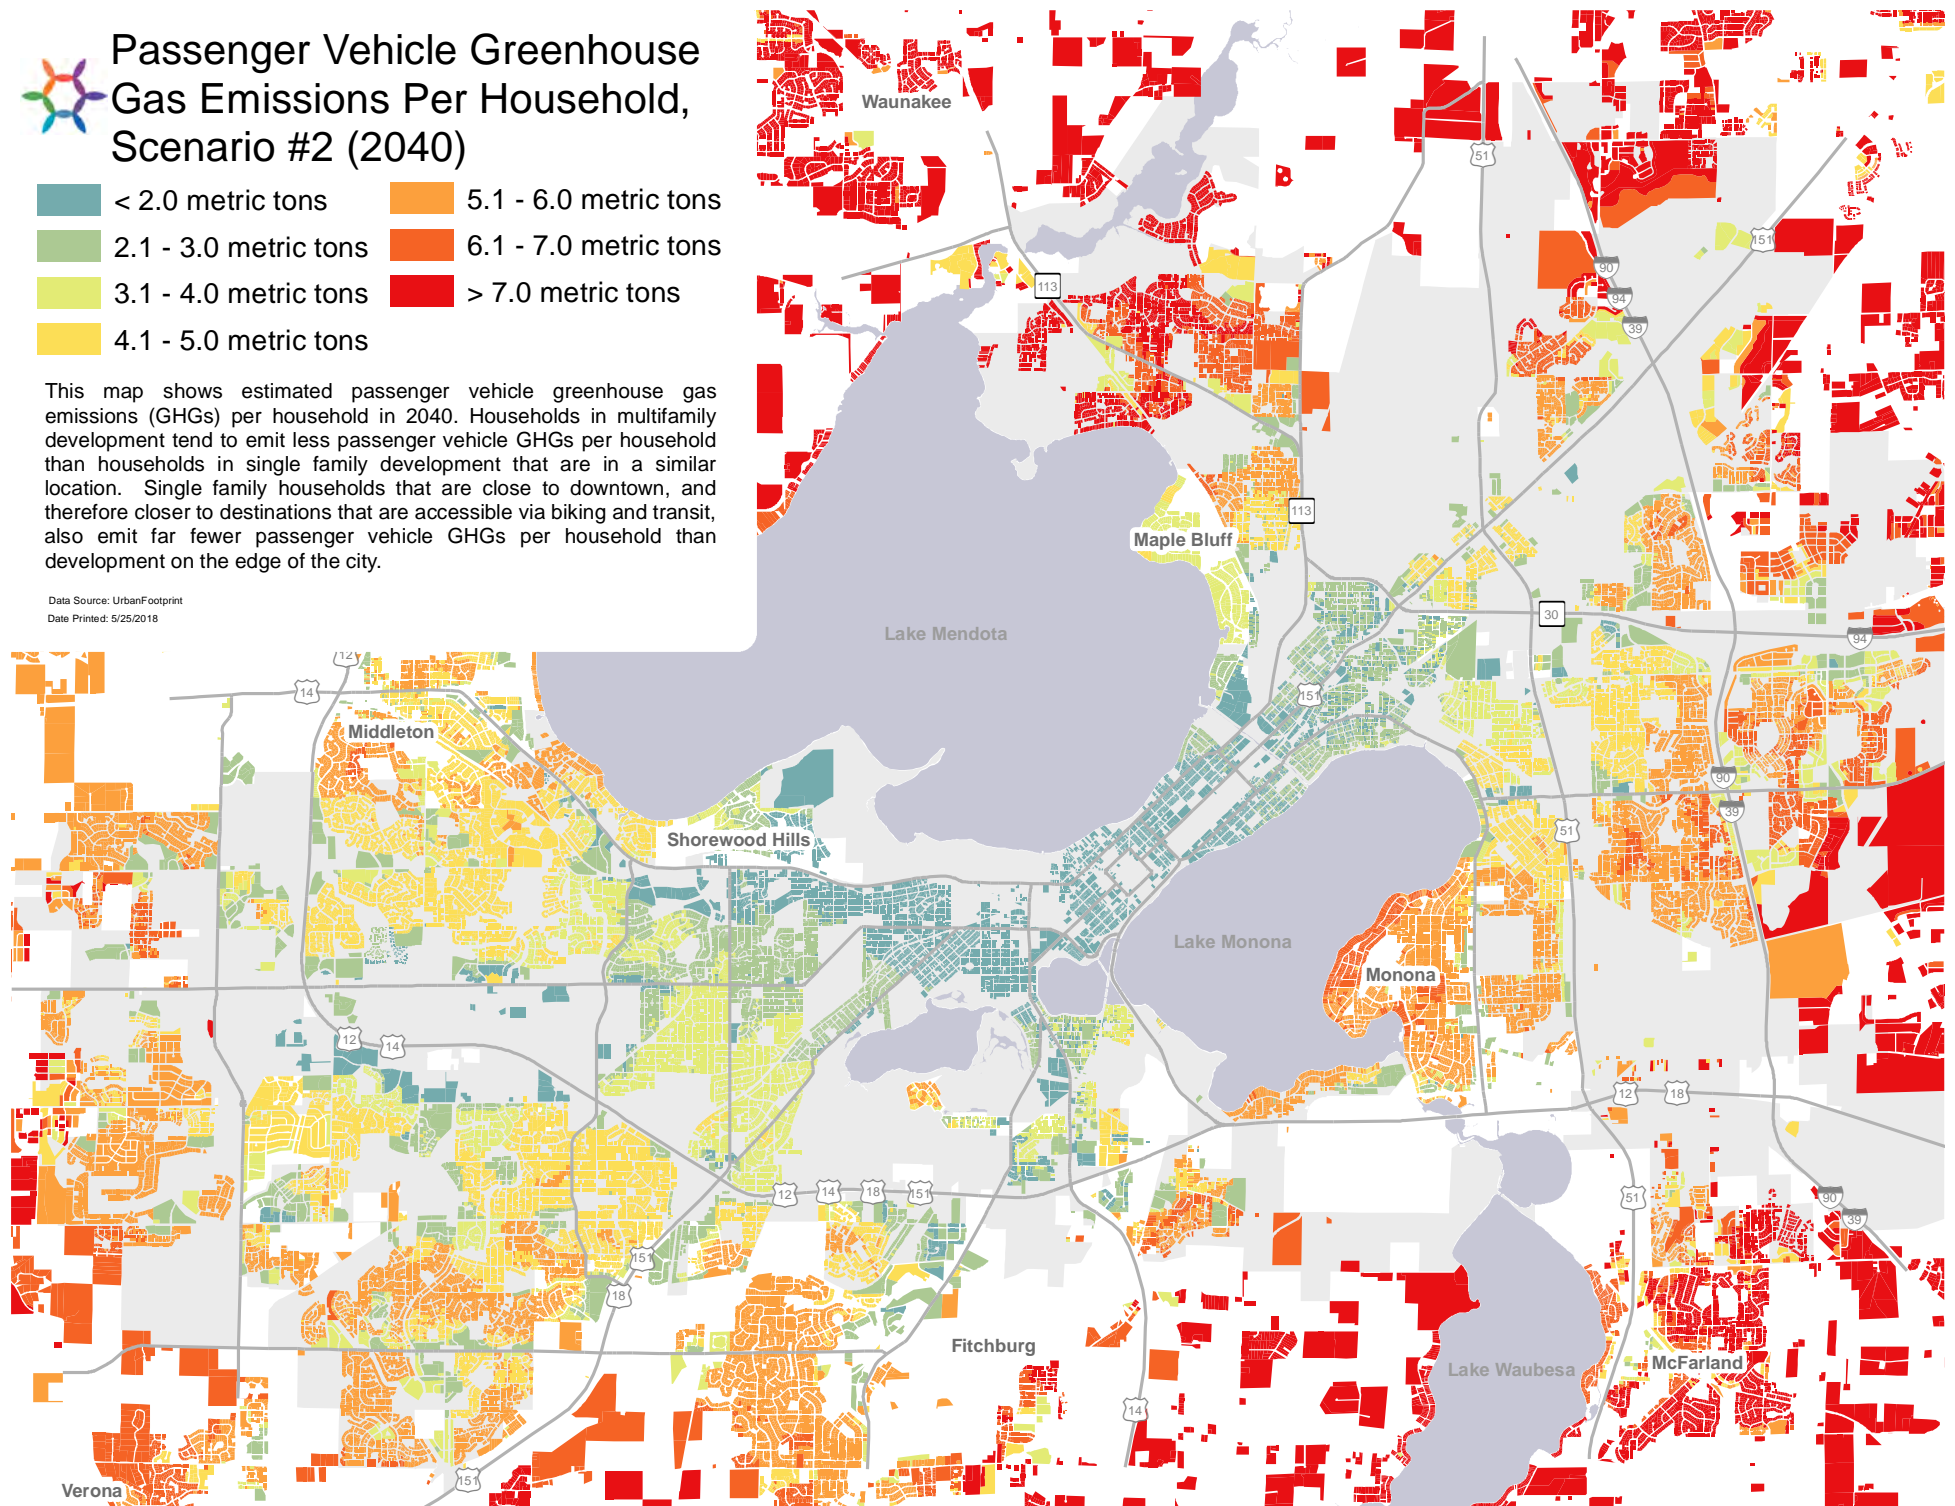 Passenger Vehicle Greenhouse
Gas Emissions Per Household,
Scenario #2 (2040)
< 2.0 metric tons
2.1 - 3.0 metric tons
3.1 - 4.0 metric tons
4.1 - 5.0 metric tons
5.1 - 6.0 metric tons
6.1 - 7.0 metric tons
> 7.0 metric tons
This map shows estimated passenger vehicle greenhouse gas
emissions (GHGs) per household in 2040. Households in multifamily
development tend to emit less passenger vehicle GHGs per household
than households in single family development that are in a similar
location. Single family households that are close to downtown, and
therefore closer to destinations that are accessible via biking and transit,
also emit far fewer passenger vehicle GHGs per household than
development on the edge of the city.
Data Source: UrbanFootprint
Date Printed: 5/25/2018
Waunakee
51
151
90
94
39
113
113
Maple Bluff
30
94
Lake Mendota
12
14
151
Middleton
90
39
51
Shorewood Hills
Lake Monona
Monona
12
14
12
18
12
14
18
151
51
90
39
151
18
Fitchburg
Lake Waubesa
McFarland
14
151
Verona